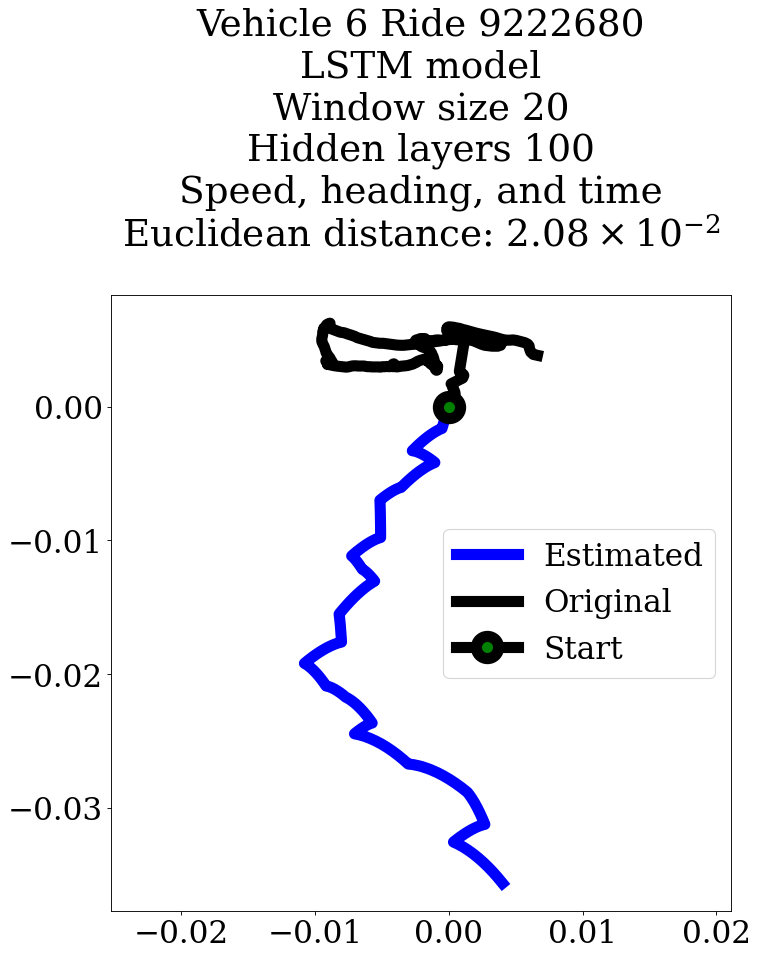 Vehicle 6 Ride 9222680
LSTM model
Window size 20
Hidden layers 100
Speed, heading, and time
Euclidean distance: 2.08 × 10⁻²
0.00
−0.01
−0.02
−0.03
Estimated
Original
Start
−0.02
−0.01
0.00
0.01
0.02